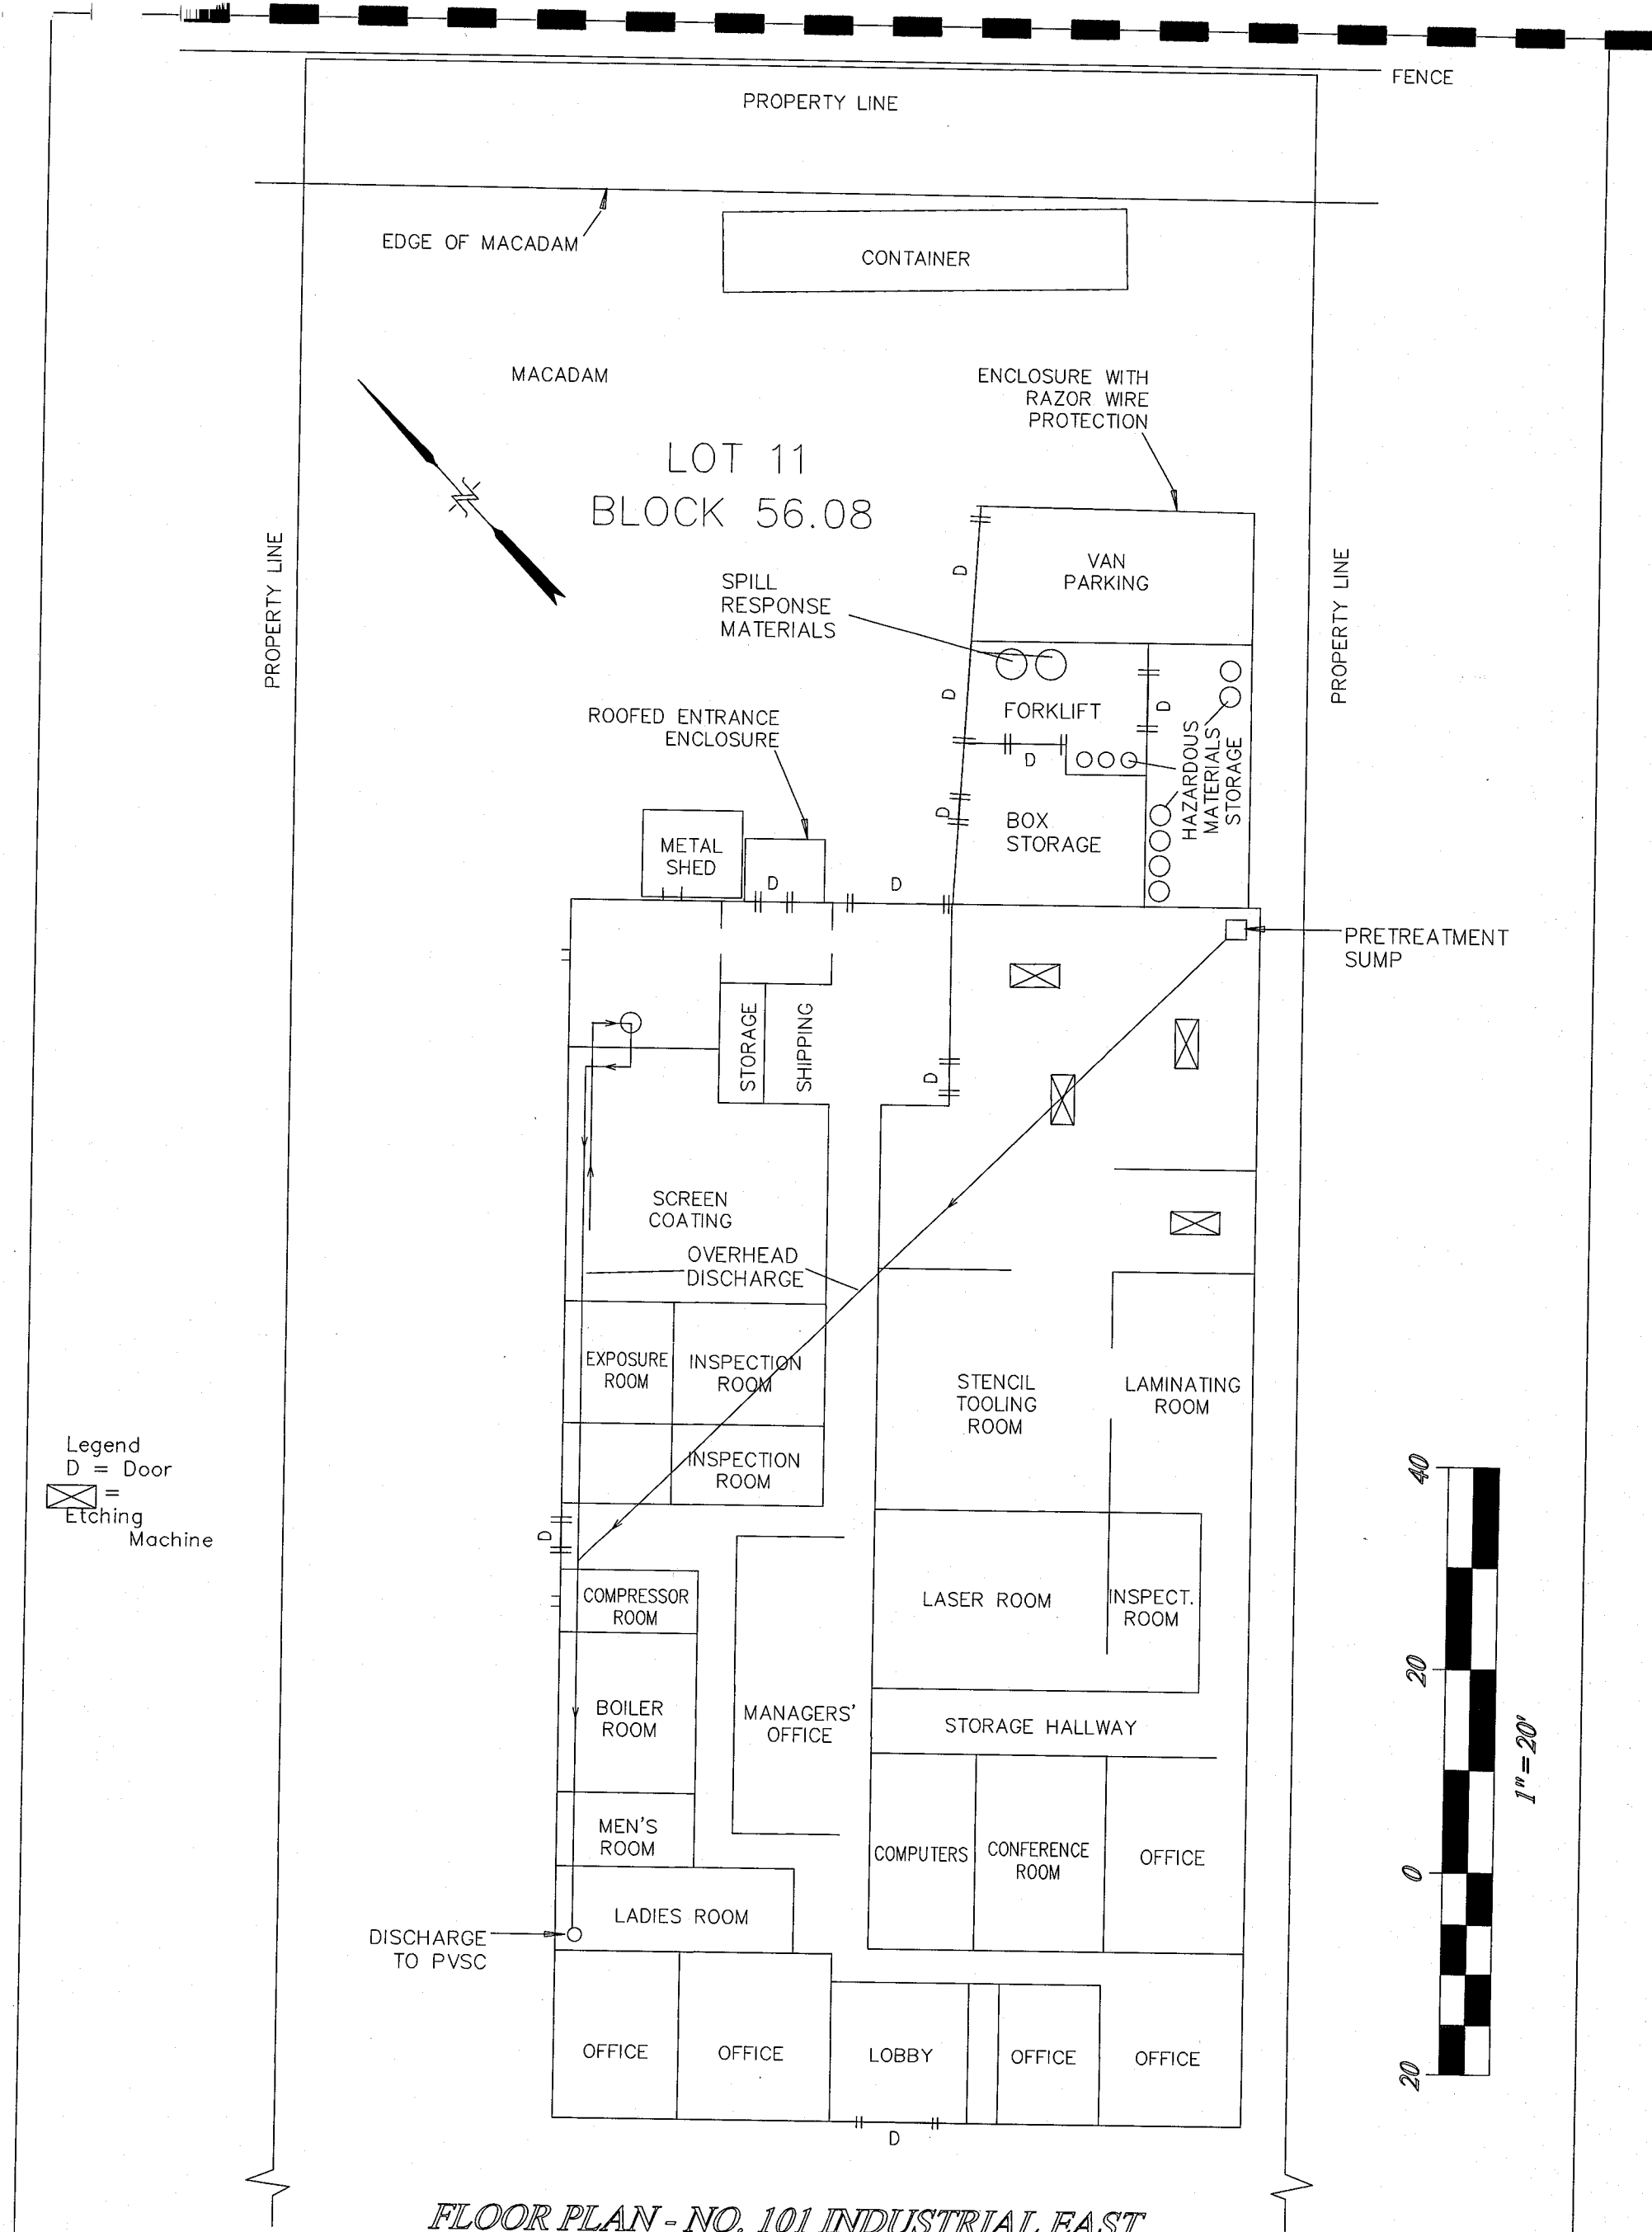 FENCE
PROPERTY LINE
EDGE OF MACADAM
CONTAINER
MACADAM
ENCLOSURE WITH
RAZOR WIRE
PROTECTION
LOT 11
BLOCK 56.08
N
PROPERTY LINE
PROPERTY LINE
VAN
PARKING
D
SPILL
RESPONSE
MATERIALS
D
FORKLIFT
D
D
HAZARDOUS
MATERIALS
STORAGE
ROOFED ENTRANCE
ENCLOSURE
D
BOX
STORAGE
METAL
SHED
D
D
PRETREATMENT
SUMP
STORAGE
SHIPPING
D
SCREEN
COATING
OVERHEAD
DISCHARGE
EXPOSURE
ROOM
INSPECTION
ROOM
STENCIL
TOOLING
ROOM
LAMINATING
ROOM
INSPECTION
ROOM
Legend
D = Door
=
Etching
Machine
D
COMPRESSOR
ROOM
LASER ROOM
INSPECT.
ROOM
BOILER
ROOM
MANAGERS'
OFFICE
STORAGE HALLWAY
MEN'S
ROOM
COMPUTERS
CONFERENCE
ROOM
OFFICE
LADIES ROOM
DISCHARGE
TO PVSC
OFFICE
OFFICE
LOBBY
OFFICE
OFFICE
D
40
20
0
20
1"=20'
FLOOR PLAN - NO. 101 INDUSTRIAL EAST